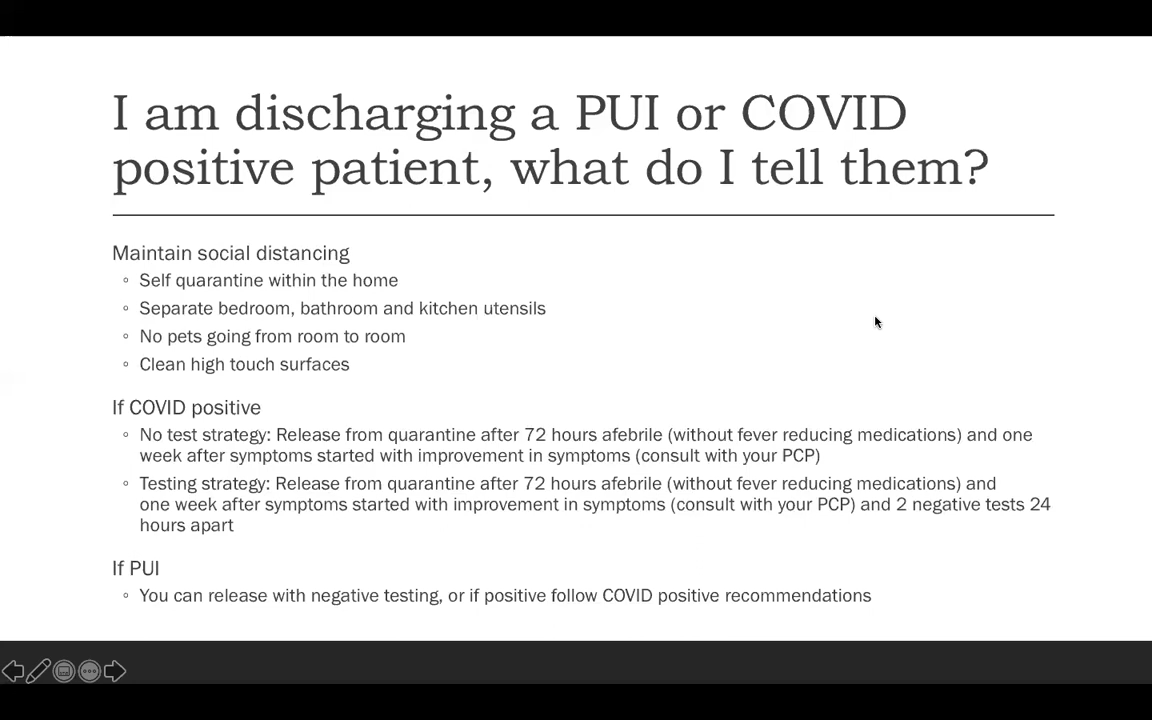 I am discharging a PUI or COVID
positive patient, what do I tell them?
Maintain social distancing
◦ Self quarantine within the home
◦ Separate bedroom, bathroom and kitchen utensils
◦ No pets going from room to room
◦ Clean high touch surfaces
If COVID positive
◦ No test strategy: Release from quarantine after 72 hours afebrile (without fever reducing medications) and one
week after symptoms started with improvement in symptoms (consult with your PCP)
◦ Testing strategy: Release from quarantine after 72 hours afebrile (without fever reducing medications) and
one week after symptoms started with improvement in symptoms (consult with your PCP) and 2 negative tests 24
hours apart
If PUI
◦ You can release with negative testing, or if positive follow COVID positive recommendations